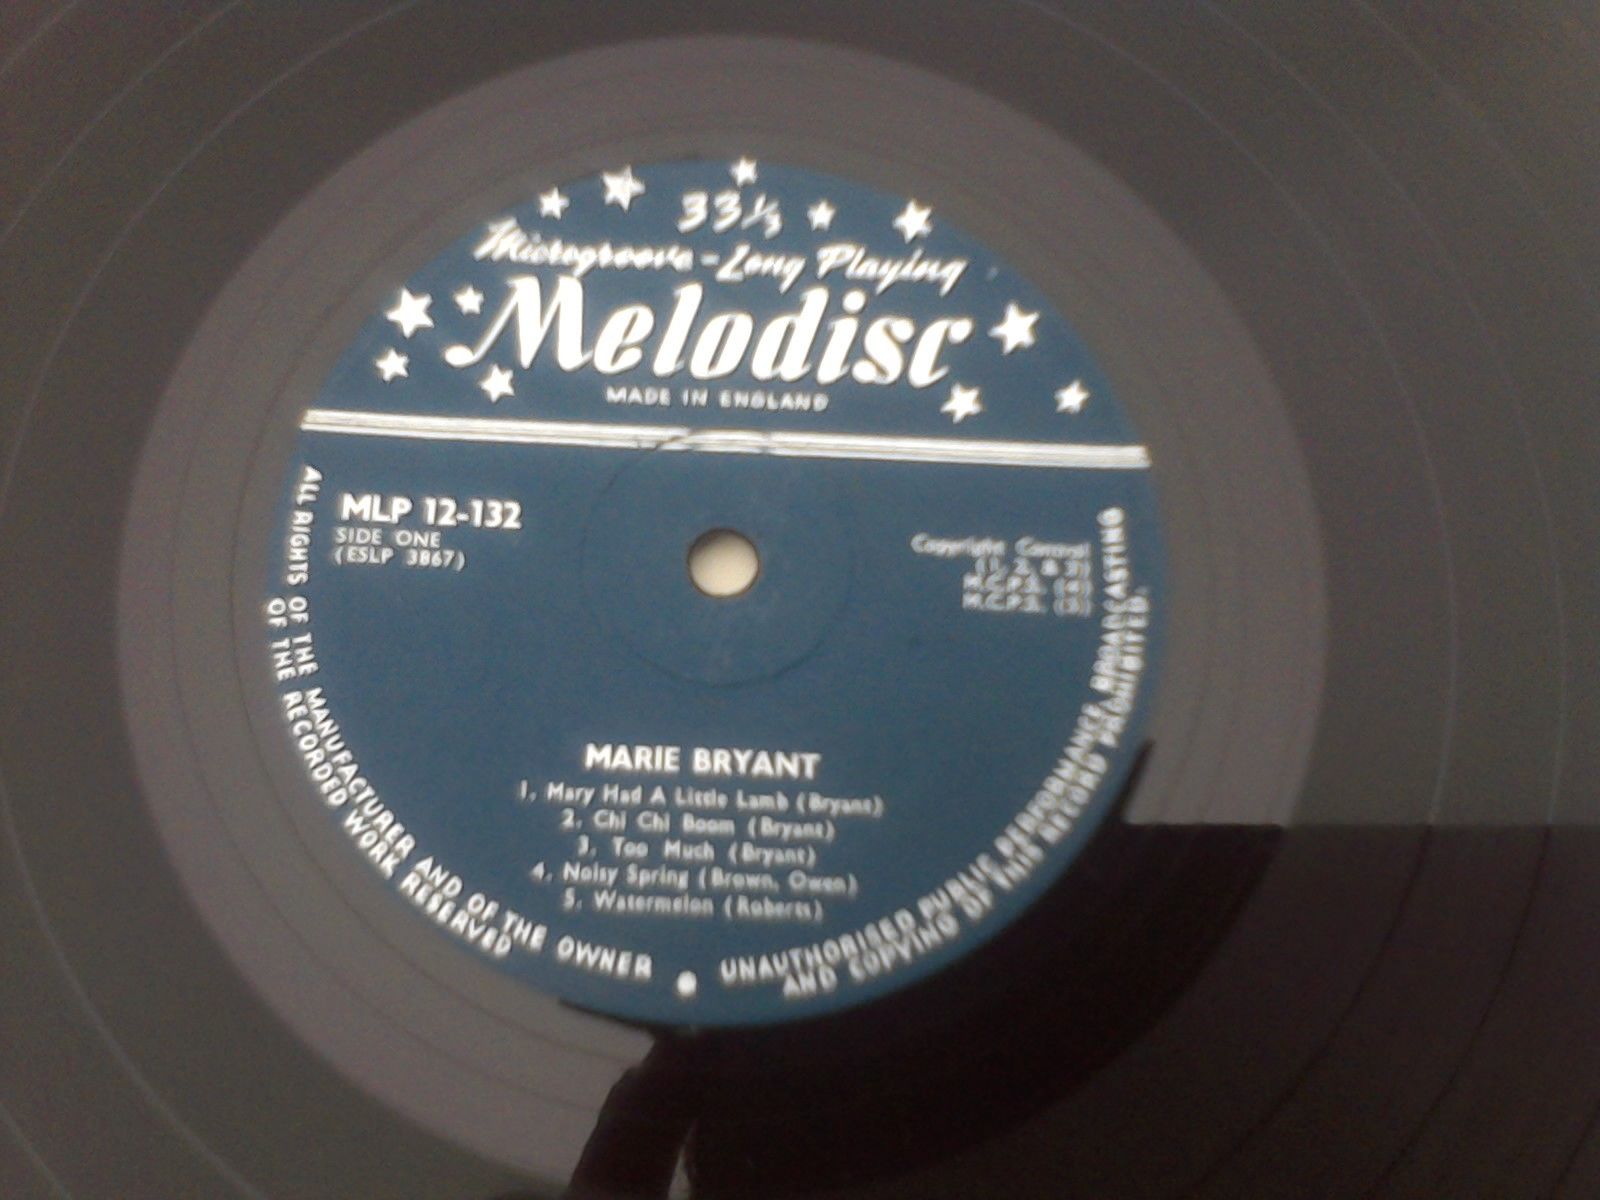 33⅓
Microgroove - Long Playing
Melodisc
MADE IN ENGLAND
MLP 12-132
SIDE ONE
(ESLP 3867)
Copyright Control
(1, 2, & 3)
M.C.P.S. (4)
M.C.P.S. (5)
MARIE BRYANT
1. Mary Had A Little Lamb (Bryant)
2. Chi Chi Boom (Bryant)
3. Too Much (Bryant)
4. Noisy Spring (Brown, Owen)
5. Watermelon (Roberts)
ALL RIGHTS OF THE MANUFACTURER AND OF THE OWNER
OF THE RECORDED WORK RESERVED
UNAUTHORISED PUBLIC PERFORMANCE, BROADCASTING
AND COPYING OF THIS RECORD PROHIBITED.